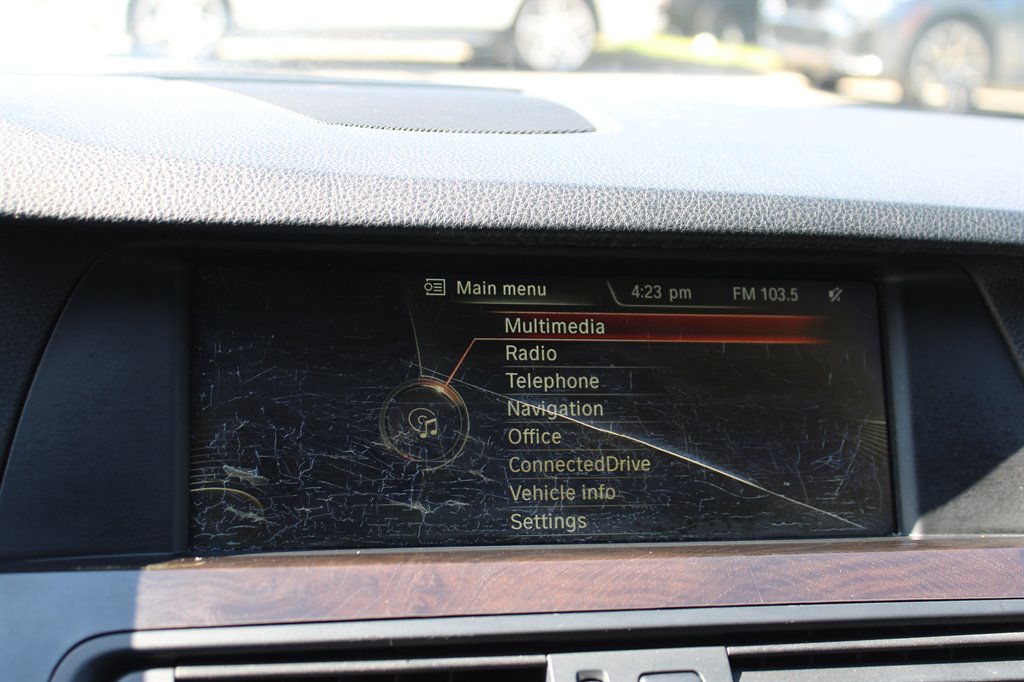 Main menu 4:23 pm FM 103.5
Multimedia
Radio
Telephone
Navigation
Office
ConnectedDrive
Vehicle info
Settings